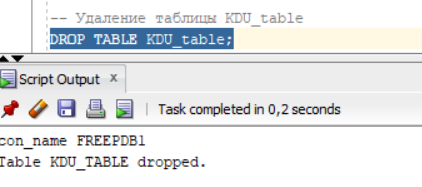 -- Удаление таблицы KDU_table
DROP TABLE KDU_table;
Script Output x
Task completed in 0,2 seconds
con_name FREEPDB1
Table KDU_TABLE dropped.